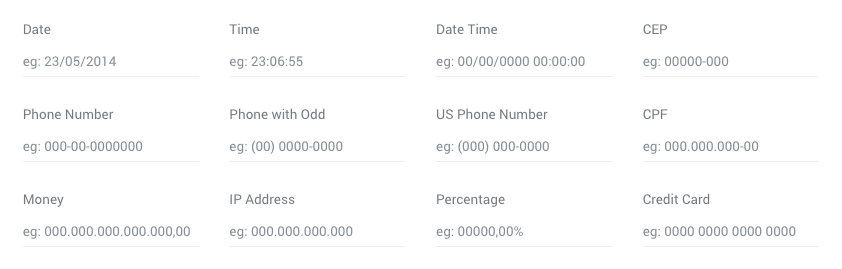 Date
Time
Date Time
CEP
eg: 23/05/2014
eg: 23:06:55
eg: 00/00/0000 00:00:00
eg: 00000-000
Phone Number
Phone with Odd
US Phone Number
CPF
eg: 000-00-0000000
eg: (00) 0000-0000
eg: (000) 000-0000
eg: 000.000.000-00
Money
IP Address
Percentage
Credit Card
eg: 000.000.000.000.000,00
eg: 000.000.000.000
eg: 00000,00%
eg: 0000 0000 0000 0000